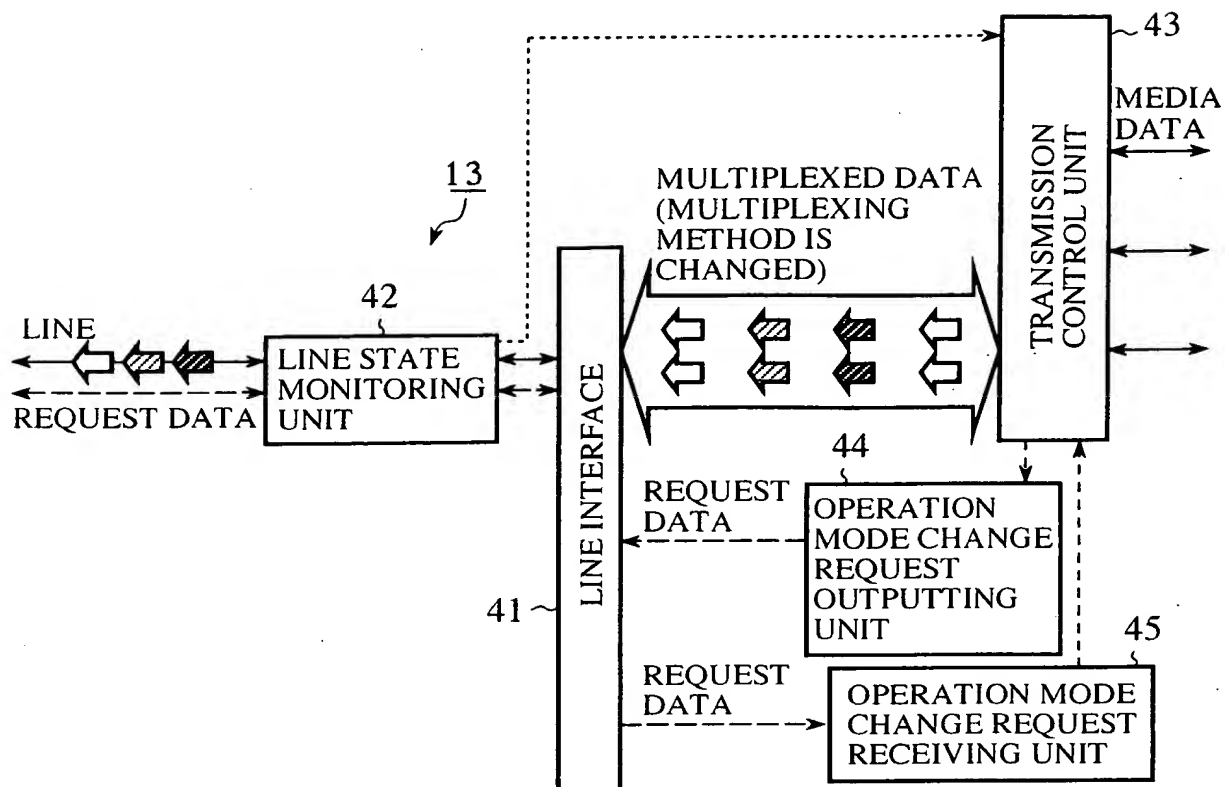 43
MEDIA
DATA
TRANSMISSION
CONTROL UNIT
13
MULTIPLEXED DATA
(MULTIPLEXING
METHOD IS
CHANGED)
42
LINE
LINE STATE
MONITORING
UNIT
REQUEST DATA
LINE INTERFACE
41
44
REQUEST
DATA
OPERATION
MODE CHANGE
REQUEST
OUTPUTTING
UNIT
45
REQUEST
DATA
OPERATION MODE
CHANGE REQUEST
RECEIVING UNIT